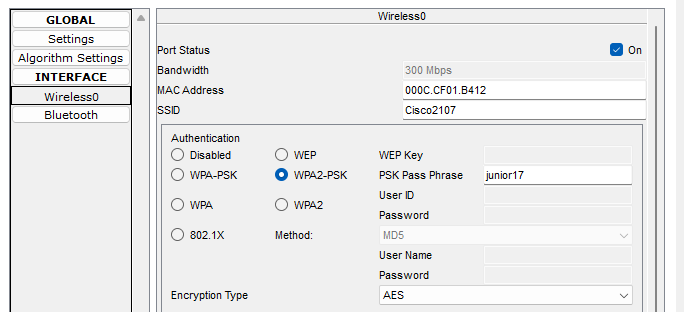 GLOBAL
Settings
Algorithm Settings
INTERFACE
Wireless0
Bluetooth
Wireless0
Port Status On
Bandwidth 300 Mbps
MAC Address 000C.CF01.B412
SSID Cisco2107
Authentication
Disabled WEP WEP Key
WPA-PSK WPA2-PSK PSK Pass Phrase junior17
User ID
WPA WPA2
Password
802.1X Method: MD5
User Name
Password
Encryption Type AES